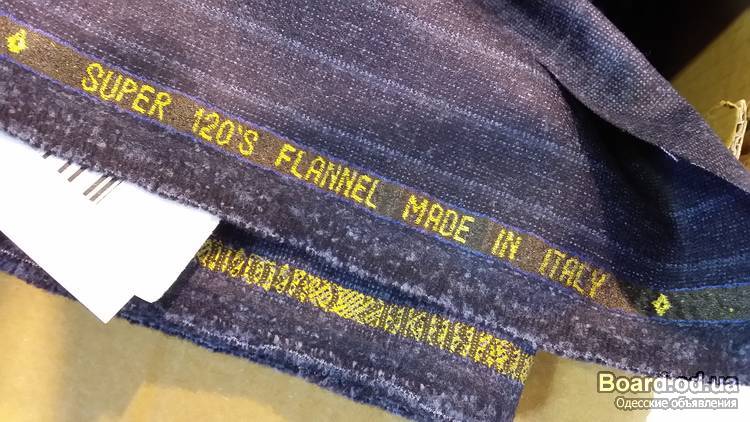 SUPER 120'S FLANNEL MADE IN ITALY
Board.od.ua
Одесские объявления